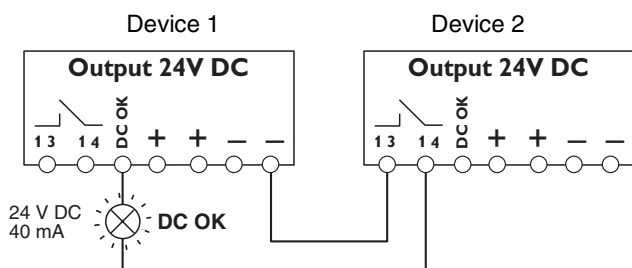 Device 1
Device 2
Output 24V DC
Output 24V DC
13 14 DC OK + + – –
13 14 DC OK + + – –
24 V DC
40 mA
DC OK